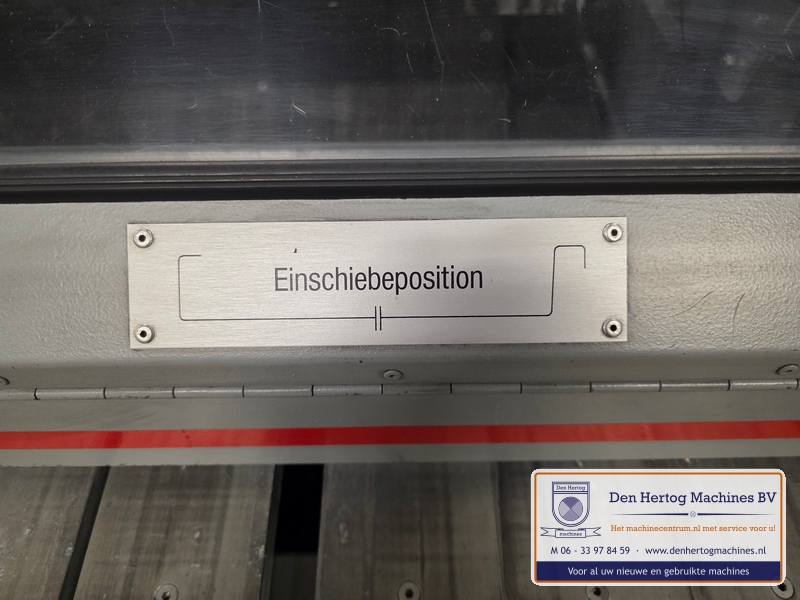 Einschiebeposition
Den Hertog
machines
Den Hertog Machines BV
Het machinecentrum.nl met service voor u!
M 06 - 33 97 84 59 · www.denhertogmachines.nl
Voor al uw nieuwe en gebruikte machines